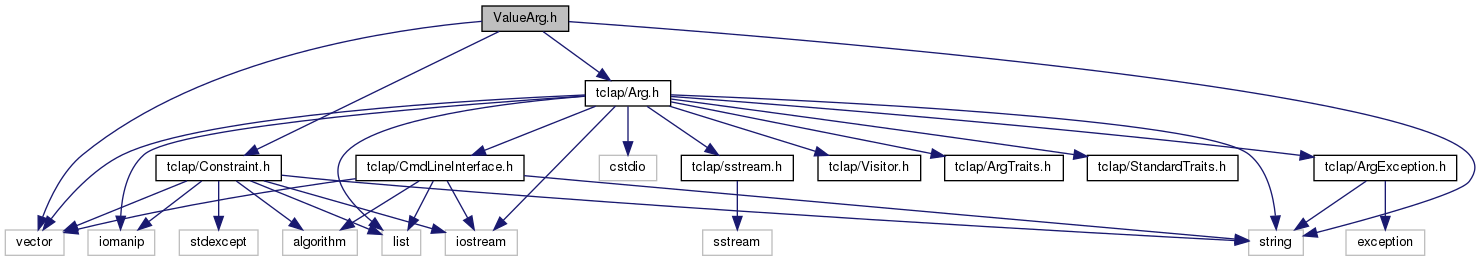 ValueArg.h
tclap/Arg.h
tclap/Constraint.h
tclap/CmdLineInterface.h
cstdio
tclap/sstream.h
tclap/Visitor.h
tclap/ArgTraits.h
tclap/StandardTraits.h
tclap/ArgException.h
vector
iomanip
stdexcept
algorithm
list
iostream
sstream
string
exception